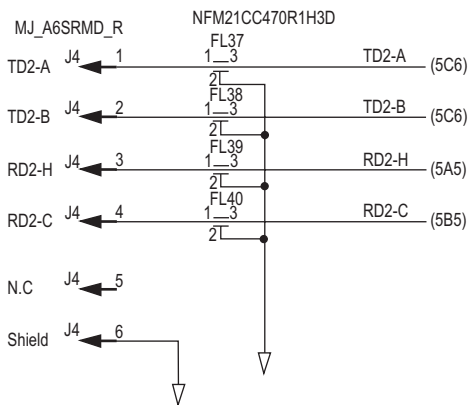 MJ_A6SRMD_R NFM21CC470R1H3D
FL37
TD2-A J4 1 1 3 TD2-A (5C6)
2
FL38
TD2-B J4 2 1 3 TD2-B (5C6)
2
FL39
RD2-H J4 3 1 3 RD2-H (5A5)
2
FL40
RD2-C J4 4 1 3 RD2-C (5B5)
2
N.C J4 5
Shield J4 6